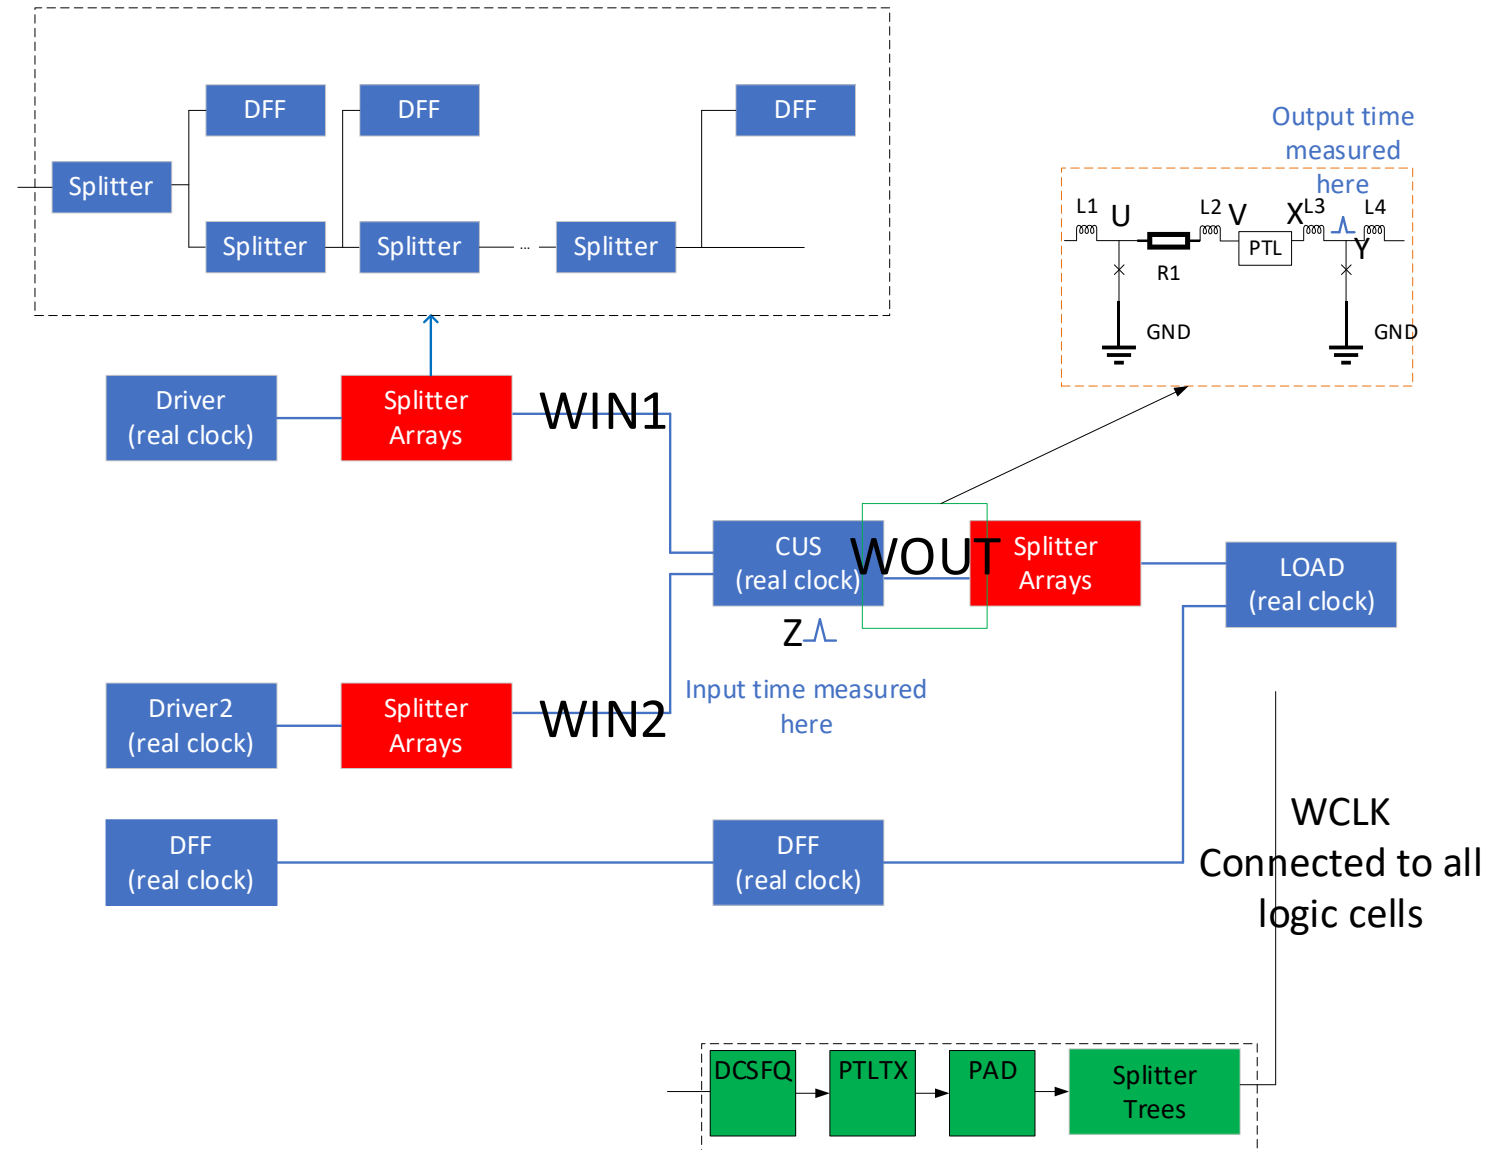 DFF
DFF
DFF
Splitter
Splitter
Splitter
...
Splitter
Output time
measured
here
L1
U
L2
V
X
L3
L4
R1
PTL
Y
GND
GND
Driver
(real clock)
Splitter
Arrays
WIN1
CUS
(real clock)
WOUT
Splitter
Arrays
LOAD
(real clock)
Z
Input time measured
here
Driver2
(real clock)
Splitter
Arrays
WIN2
DFF
(real clock)
DFF
(real clock)
WCLK
Connected to all
logic cells
DCSFQ
PTLTX
PAD
Splitter
Trees